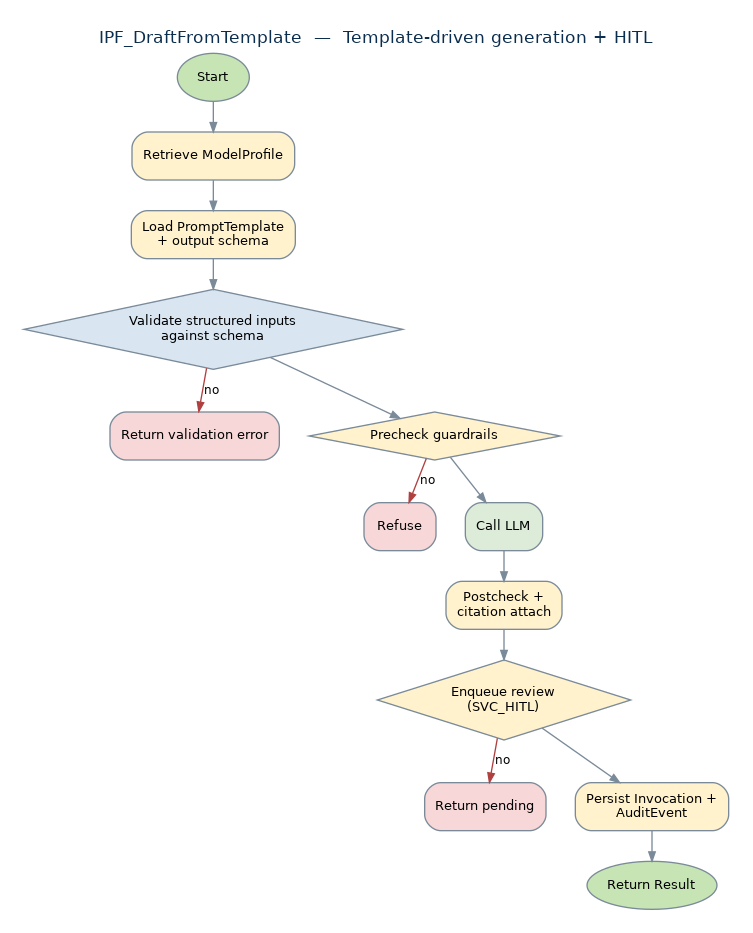 IPF_DraftFromTemplate — Template-driven generation + HITL
Start
Retrieve ModelProfile
Load PromptTemplate
+ output schema
Validate structured inputs
against schema
no
Return validation error
Precheck guardrails
no
Refuse
Call LLM
Postcheck +
citation attach
Enqueue review
(SVC_HITL)
no
Return pending
Persist Invocation +
AuditEvent
Return Result